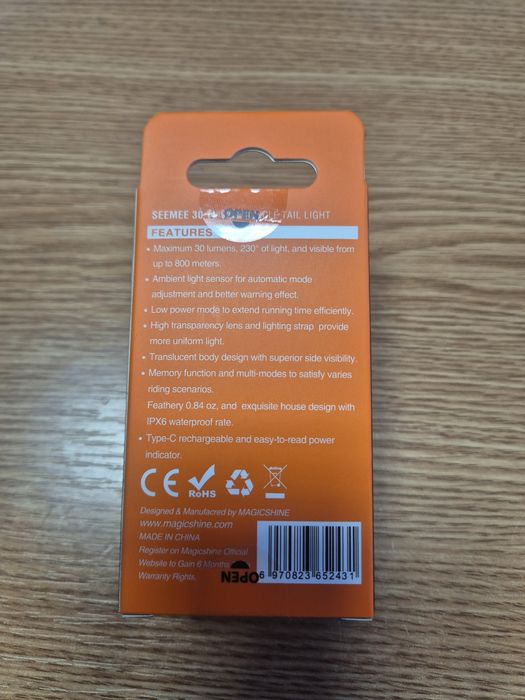 SEEMEE 30
OPEN
TAIL LIGHT
FEATURES
• Maximum 30 lumens, 230° of light, and visible from
up to 800 meters.
• Ambient light sensor for automatic mode
adjustment and better warning effect.
• Low power mode to extend running time efficiently.
• High transparency lens and lighting strap provide
more uniform light.
• Translucent body design with superior side visibility.
• Memory function and multi-modes to satisfy varies
riding scenarios.
Feathery 0.84 oz, and exquisite house design with
IPX6 waterproof rate.
• Type-C rechargeable and easy-to-read power
indicator.
CE
RoHS
Designed & Manufacred by MAGICSHINE
www.magicshine.com
MADE IN CHINA
Register on Magicshine Official
Website to Gain 6 Months
Warranty Rights.
OPEN
6 970823 652431